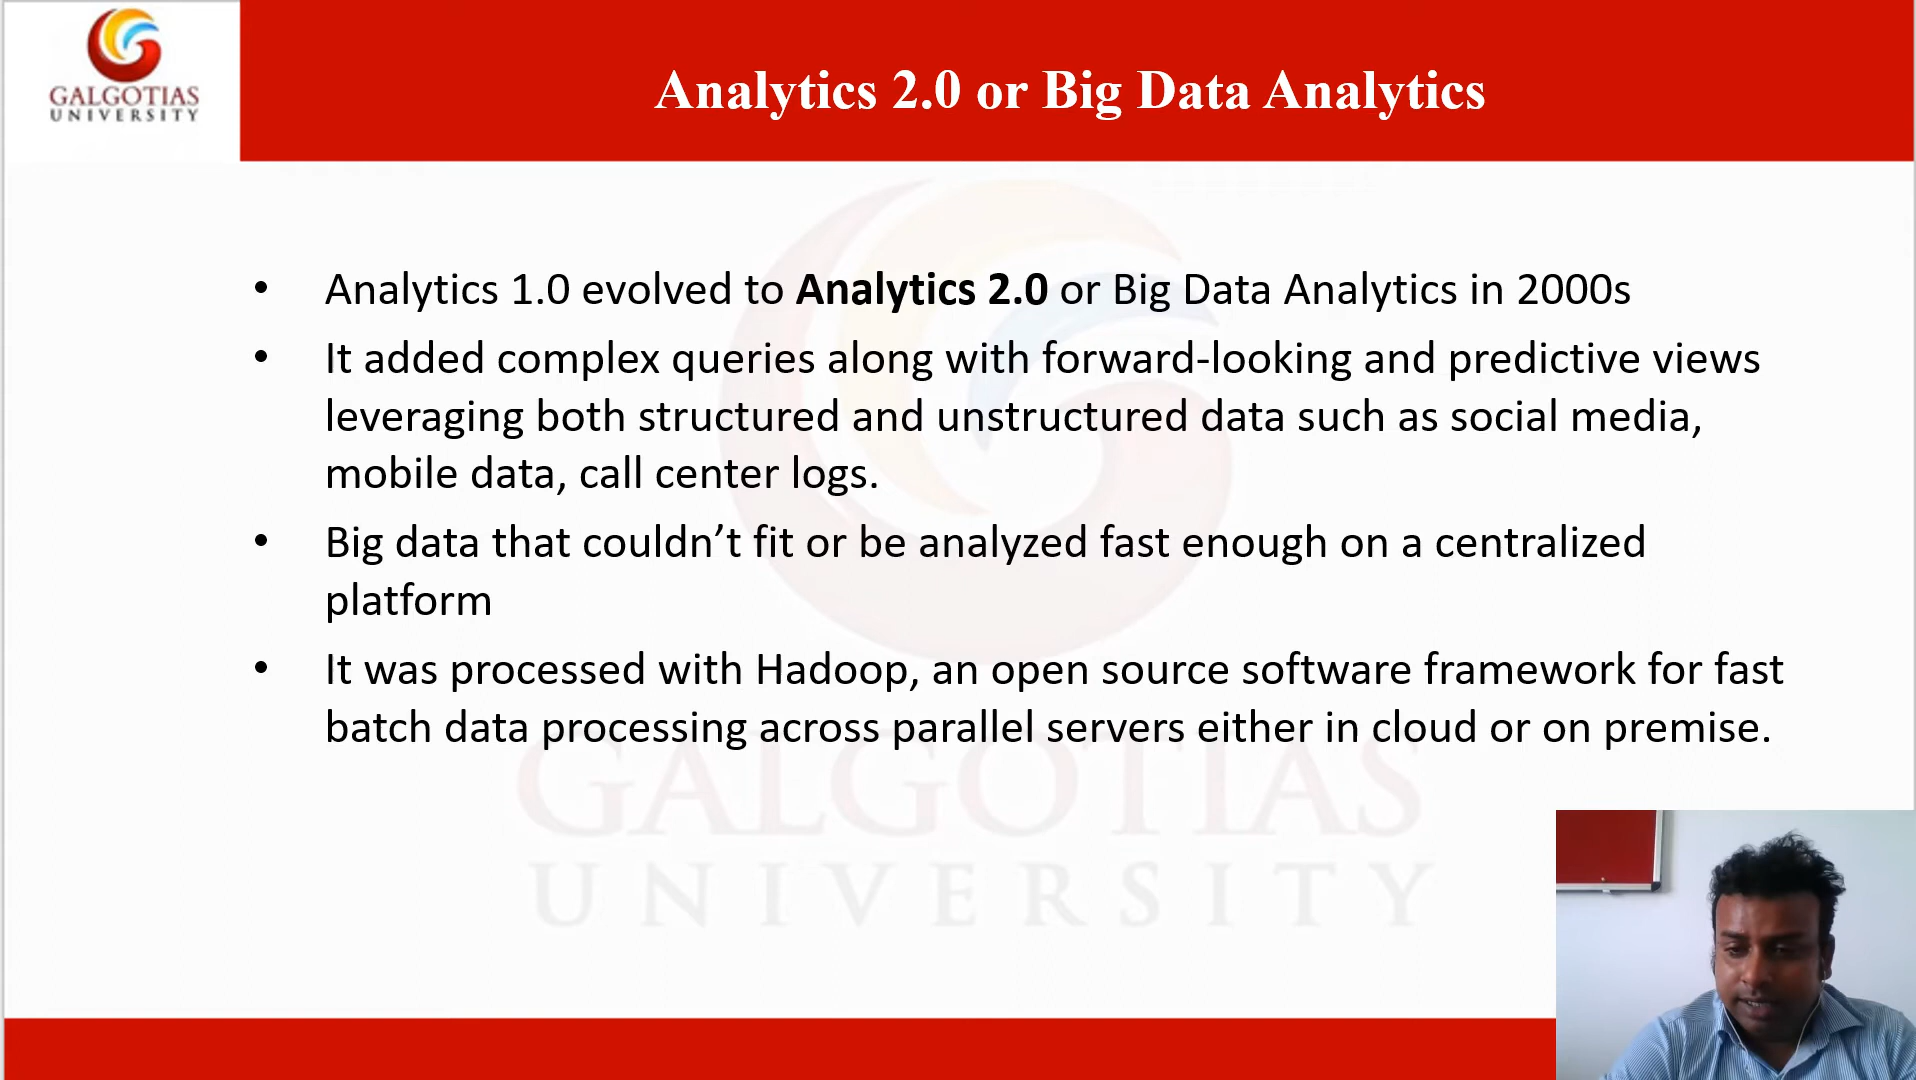 GALGOTIAS
UNIVERSITY
Analytics 2.0 or Big Data Analytics
• Analytics 1.0 evolved to Analytics 2.0 or Big Data Analytics in 2000s
• It added complex queries along with forward-looking and predictive views
leveraging both structured and unstructured data such as social media,
mobile data, call center logs.
• Big data that couldn’t fit or be analyzed fast enough on a centralized
platform
• It was processed with Hadoop, an open source software framework for fast
batch data processing across parallel servers either in cloud or on premise.
GALGOTIAS
UNIVERSITY